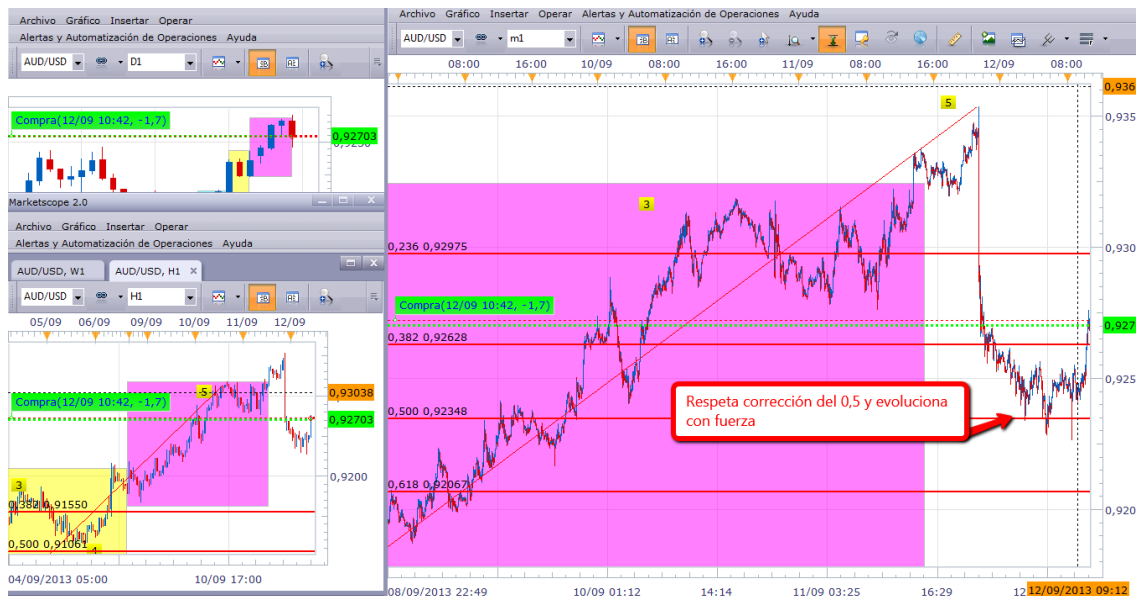 Archivo Gráfico Insertar Operar
Alertas y Automatización de Operaciones Ayuda
AUD/USD D1
Compra(12/09 10:42, -1,7)
0,92703
Marketscope 2.0
Archivo Gráfico Insertar Operar
Alertas y Automatización de Operaciones Ayuda
AUD/USD, W1 AUD/USD, H1 ×
AUD/USD H1
05/09 06/09 09/09 10/09 11/09 12/09
5
0,93038
Compra(12/09 10:42, -1,7)
0,92703
3
0,9200
0,382 0,91550
0,500 0,91061
4
04/09/2013 05:00 10/09 17:00
Archivo Gráfico Insertar Operar Alertas y Automatización de Operaciones Ayuda
AUD/USD m1
08:00 16:00 10/09 08:00 16:00 11/09 08:00 16:00 12/09 08:00
0,936
5
0,935
3
0,236 0,92975
0,930
Compra(12/09 10:42, -1,7)
0,927
0,382 0,92628
0,925
Respeta corrección del 0,5 y evoluciona
con fuerza
0,500 0,92348
0,618 0,92067
0,920
08/09/2013 22:49 10/09 01:12 14:14 11/09 03:25 16:29 12 12/09/2013 09:12